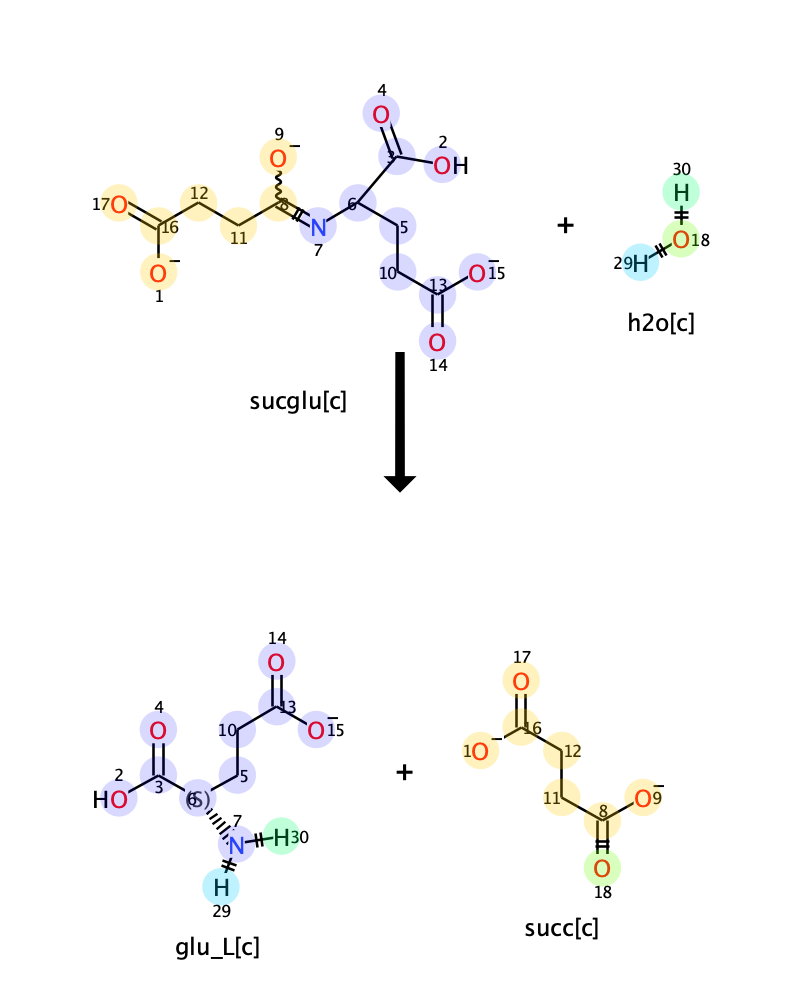 4
O
9
O−
3
2
OH
30
H
12
17O
8
6
16
11
N
7
5
+
O18
29H
O−
1
10
O−15
13
h2o[c]
O
14
sucglu[c]
14
O
17
O
4
O
13
10
O−15
16
1O−
12
+
2
HO
3
5
6
(S)
11
O−9
7
8
N
H30
H
29
O
18
glu_L[c]
succ[c]